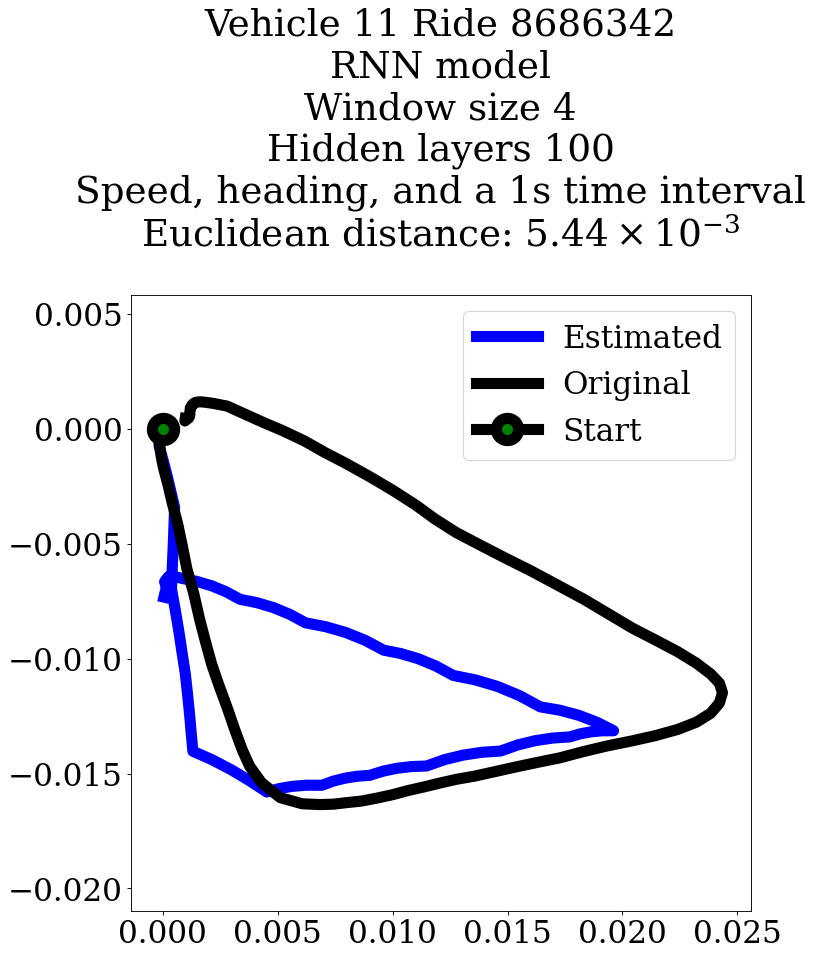 Vehicle 11 Ride 8686342
RNN model
Window size 4
Hidden layers 100
Speed, heading, and a 1s time interval
Euclidean distance: 5.44 × 10⁻³
0.005
0.000
−0.005
−0.010
−0.015
−0.020
Estimated
Original
Start
0.000 0.005 0.010 0.015 0.020 0.025